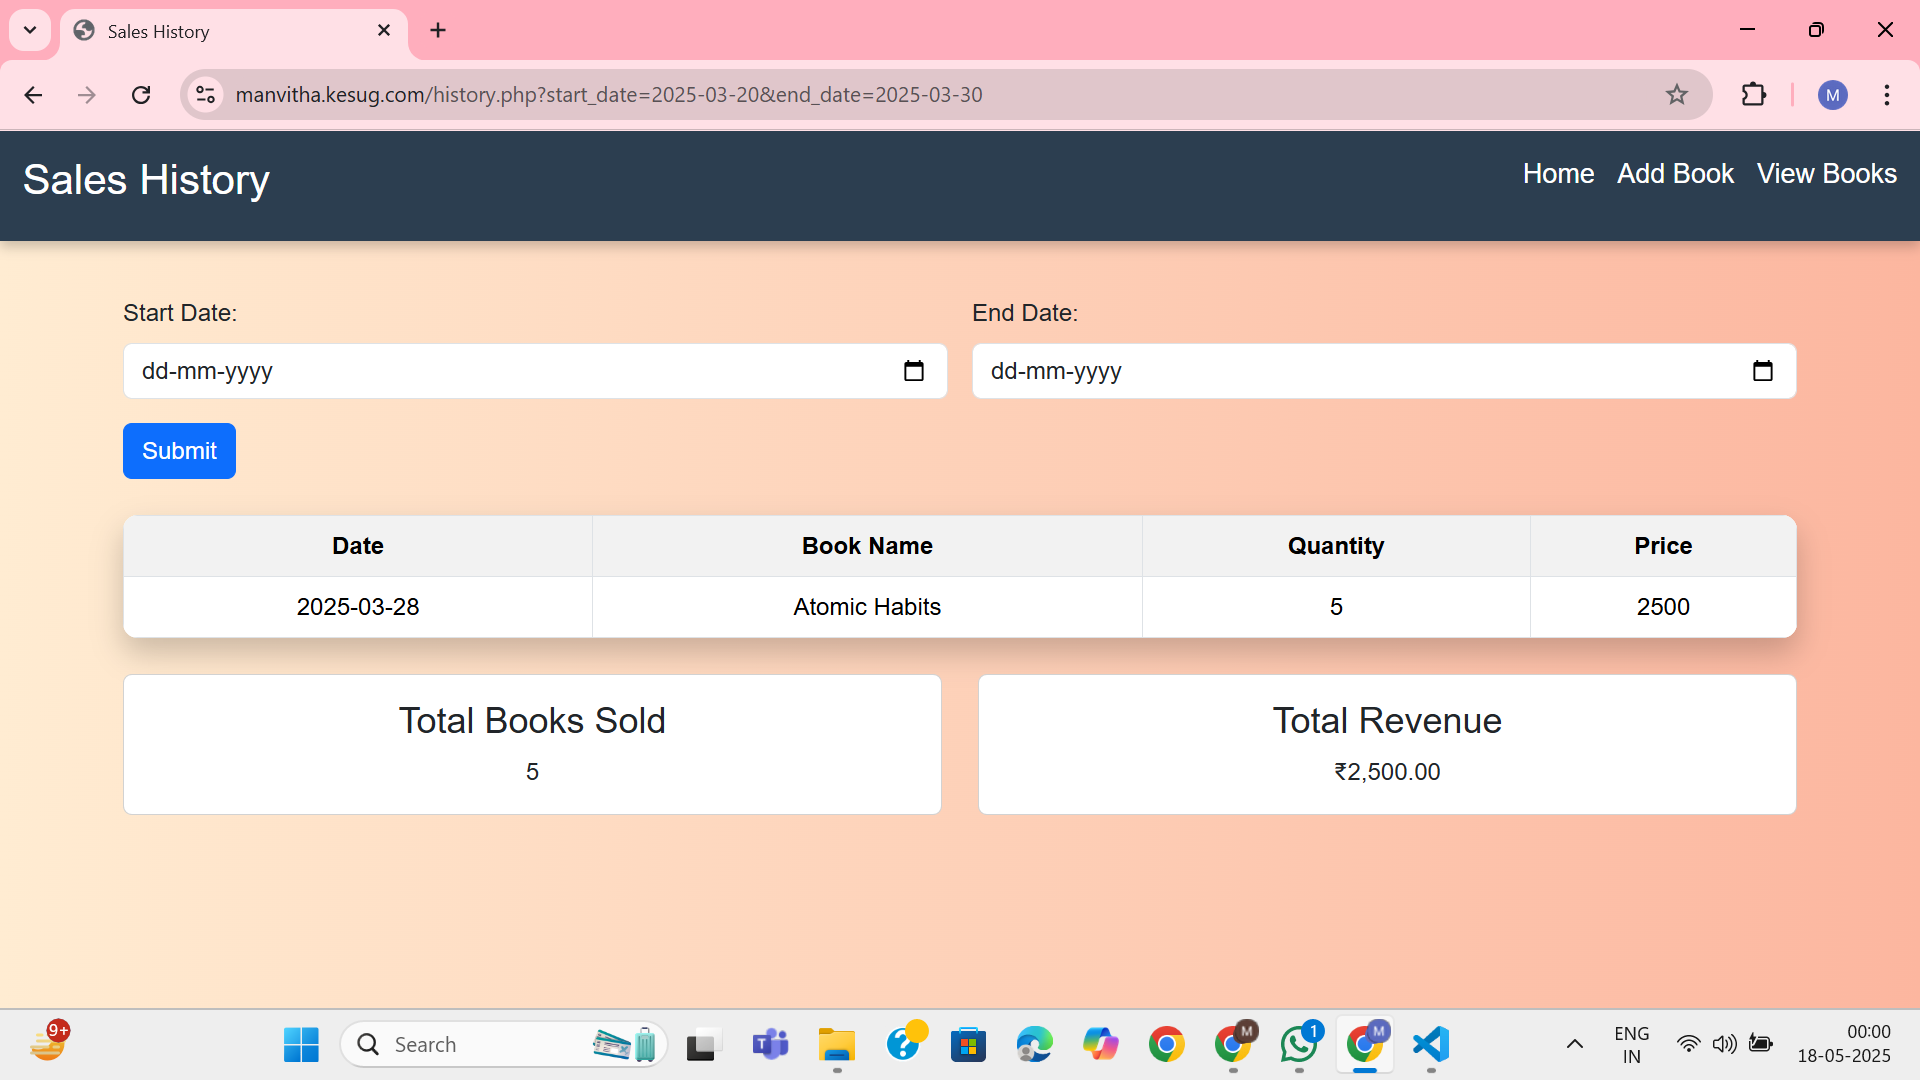 Sales History
manvitha.kesug.com/history.php?start_date=2025-03-20&end_date=2025-03-30
M
Sales History
Home Add Book View Books
Start Date: End Date:
dd-mm-yyyy dd-mm-yyyy
Submit
Date Book Name Quantity Price
2025-03-28 Atomic Habits 5 2500
Total Books Sold Total Revenue
5 ₹2,500.00
9+
Search
T
M
1
M
ENG
IN
00:00
18-05-2025